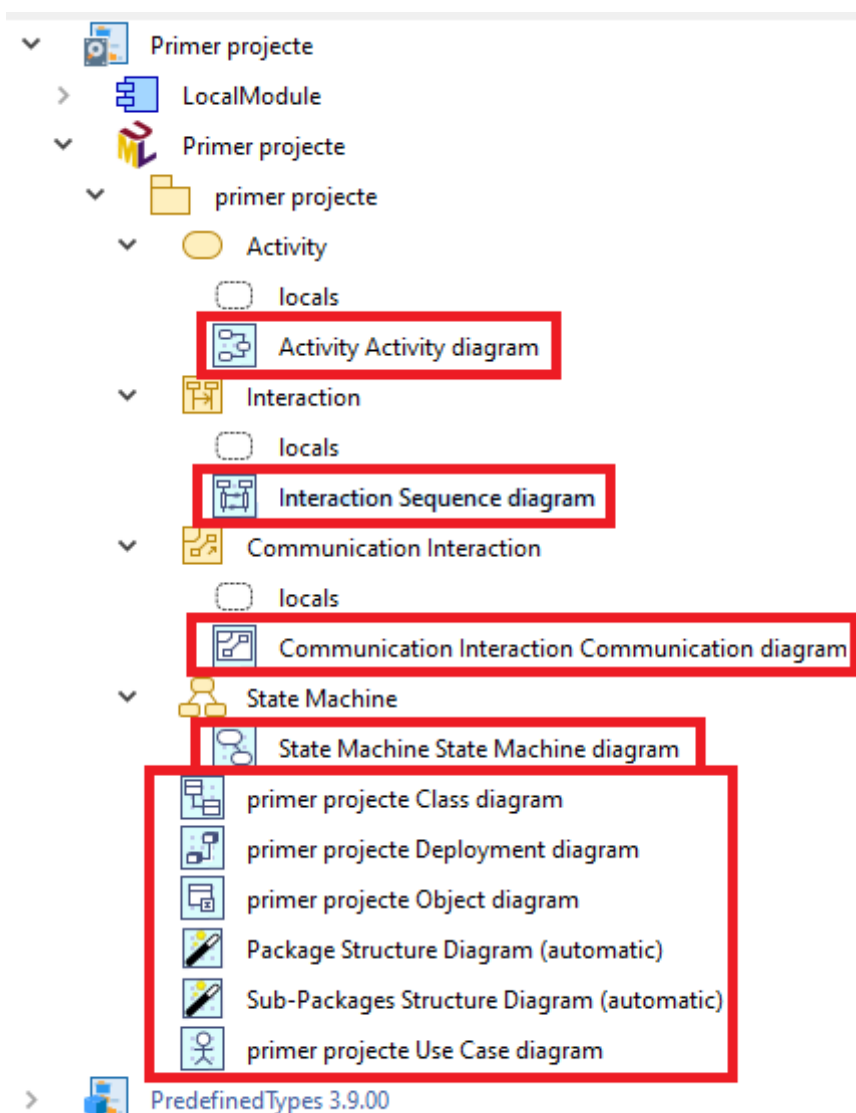 Primer projecte
LocalModule
Primer projecte
primer projecte
Activity
locals
Activity Activity diagram
Interaction
locals
Interaction Sequence diagram
Communication Interaction
locals
Communication Interaction Communication diagram
State Machine
State Machine State Machine diagram
primer projecte Class diagram
primer projecte Deployment diagram
primer projecte Object diagram
Package Structure Diagram (automatic)
Sub-Packages Structure Diagram (automatic)
primer projecte Use Case diagram
PredefinedTypes 3.9.00